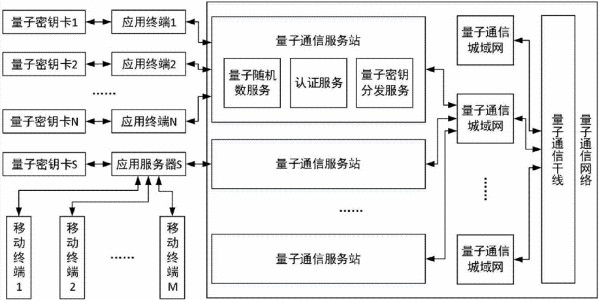 量子密钥卡1
应用终端1
量子密钥卡2
应用终端2
……
量子密钥卡N
应用终端N
量子密钥卡S
应用服务器S
移动终端1
移动终端2
……
移动终端M
量子通信服务站
量子随机
数服务
认证服务
量子密钥
分发服务
量子通信服务站
……
量子通信服务站
量子通信
城域网
量子通信
城域网
……
量子通信
城域网
量子通信干线
量子通信网络